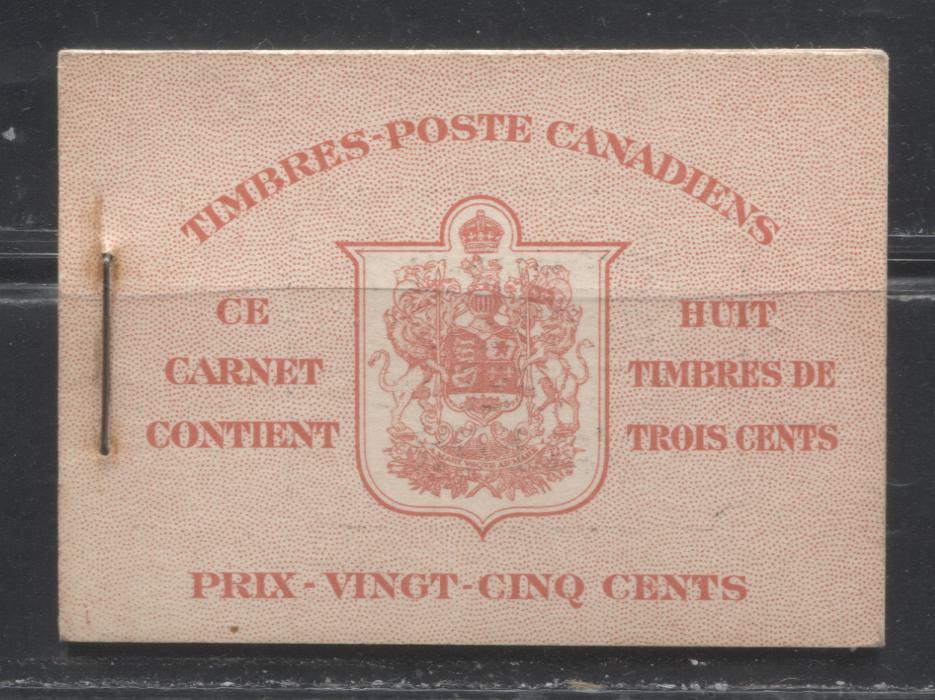 TIMBRES-POSTE CANADIENS
CE
CARNET
CONTIENT
HUIT
TIMBRES DE
TROIS CENTS
PRIX - VINGT - CINQ CENTS